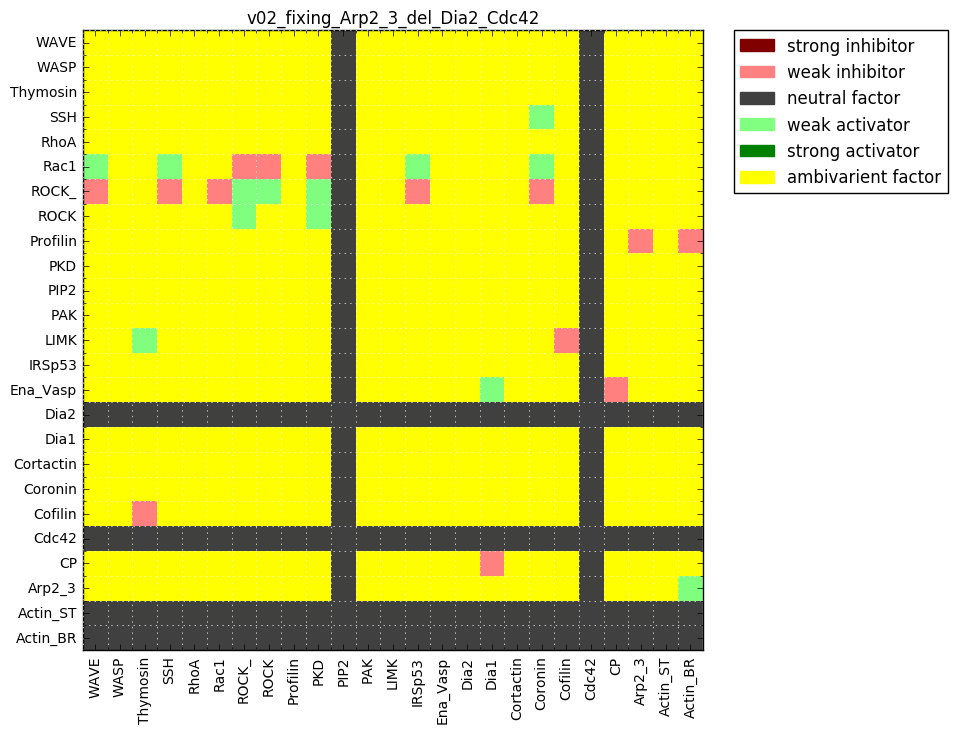 v02_fixing_Arp2_3_del_Dia2_Cdc42
WAVE
WASP
Thymosin
SSH
RhoA
Rac1
ROCK_
ROCK
Profilin
PKD
PIP2
PAK
LIMK
IRSp53
Ena_Vasp
Dia2
Dia1
Cortactin
Coronin
Cofilin
Cdc42
CP
Arp2_3
Actin_ST
Actin_BR
WAVE
WASP
Thymosin
SSH
RhoA
Rac1
ROCK_
ROCK
Profilin
PKD
PIP2
PAK
LIMK
IRSp53
Ena_Vasp
Dia2
Dia1
Cortactin
Coronin
Cofilin
Cdc42
CP
Arp2_3
Actin_ST
Actin_BR
strong inhibitor
weak inhibitor
neutral factor
weak activator
strong activator
ambivarient factor